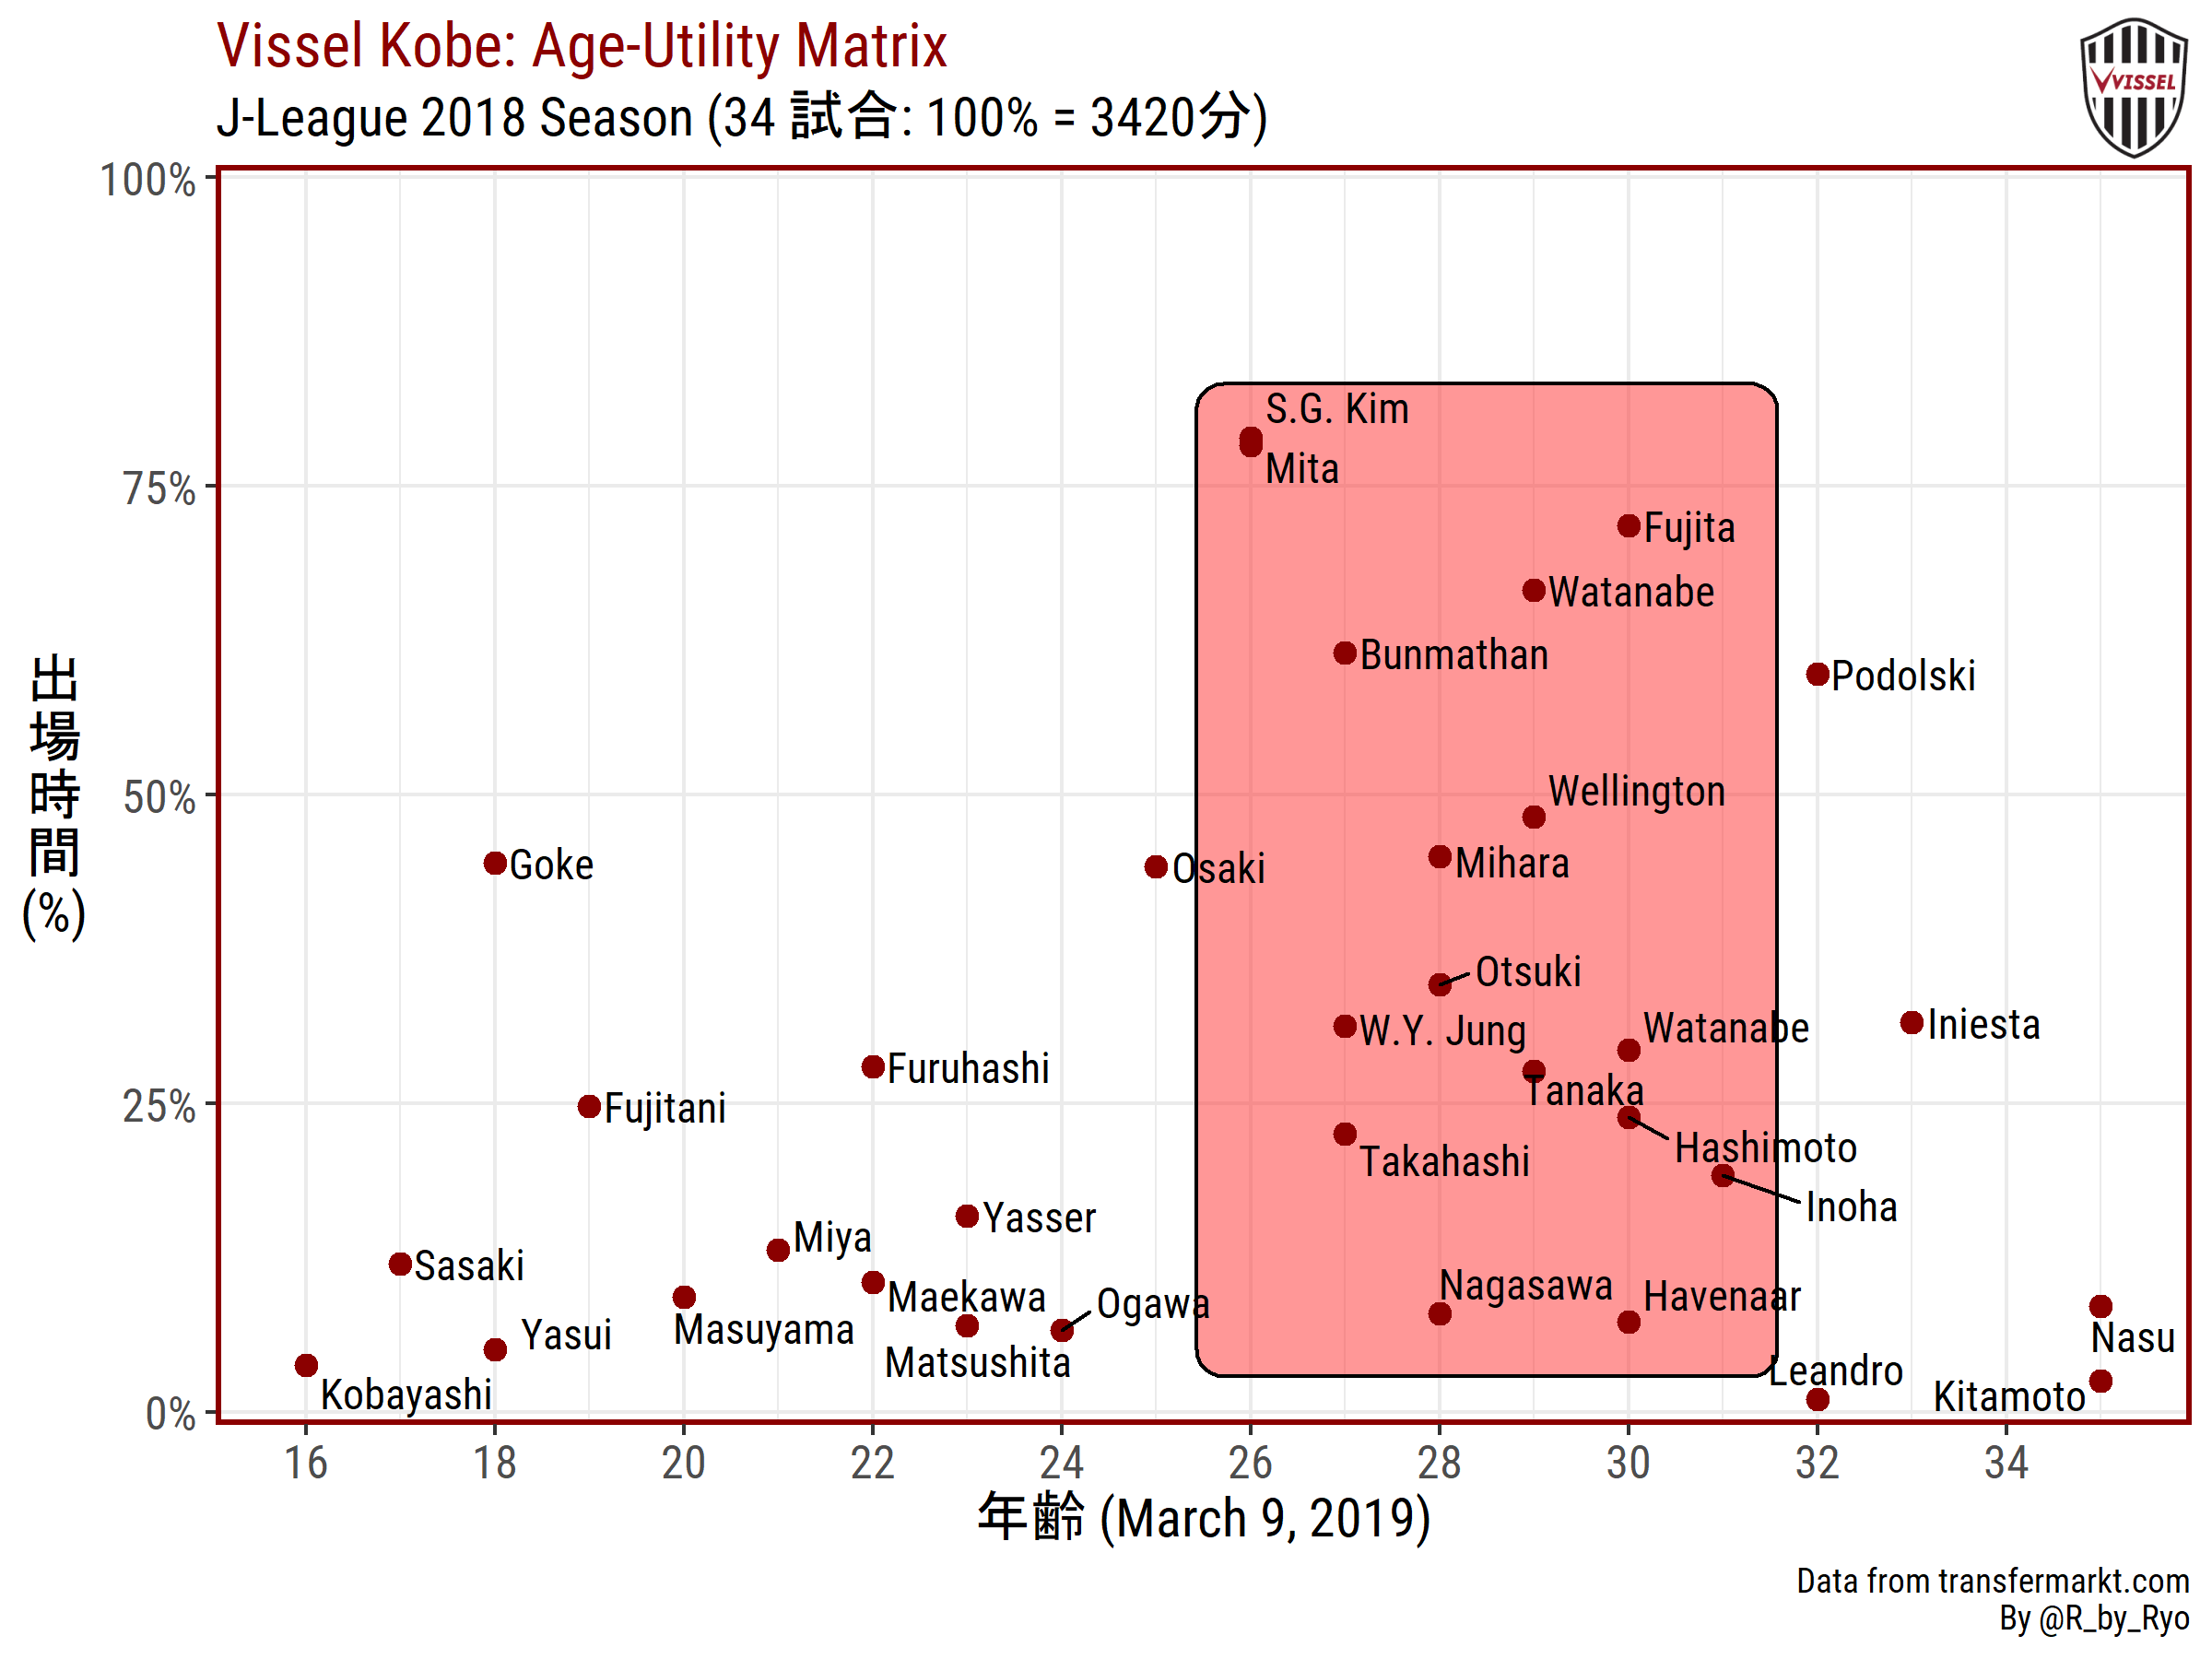 Vissel Kobe: Age-Utility Matrix
J-League 2018 Season (34 試合: 100% = 3420分)
VISSEL
100%
75%
50%
25%
0%
出場時間(%)
S.G. Kim
Mita
Fujita
Watanabe
Bunmathan
Podolski
Wellington
Goke
Osaki
Mihara
Otsuki
W.Y. Jung
Watanabe
Iniesta
Furuhashi
Tanaka
Fujitani
Hashimoto
Takahashi
Inoha
Yasser
Miya
Sasaki
Maekawa
Ogawa
Nagasawa
Havenaar
Masuyama
Yasui
Matsushita
Nasu
Leandro
Kobayashi
Kitamoto
16 18 20 22 24 26 28 30 32 34
年齢 (March 9, 2019)
Data from transfermarkt.com
By @R_by_Ryo